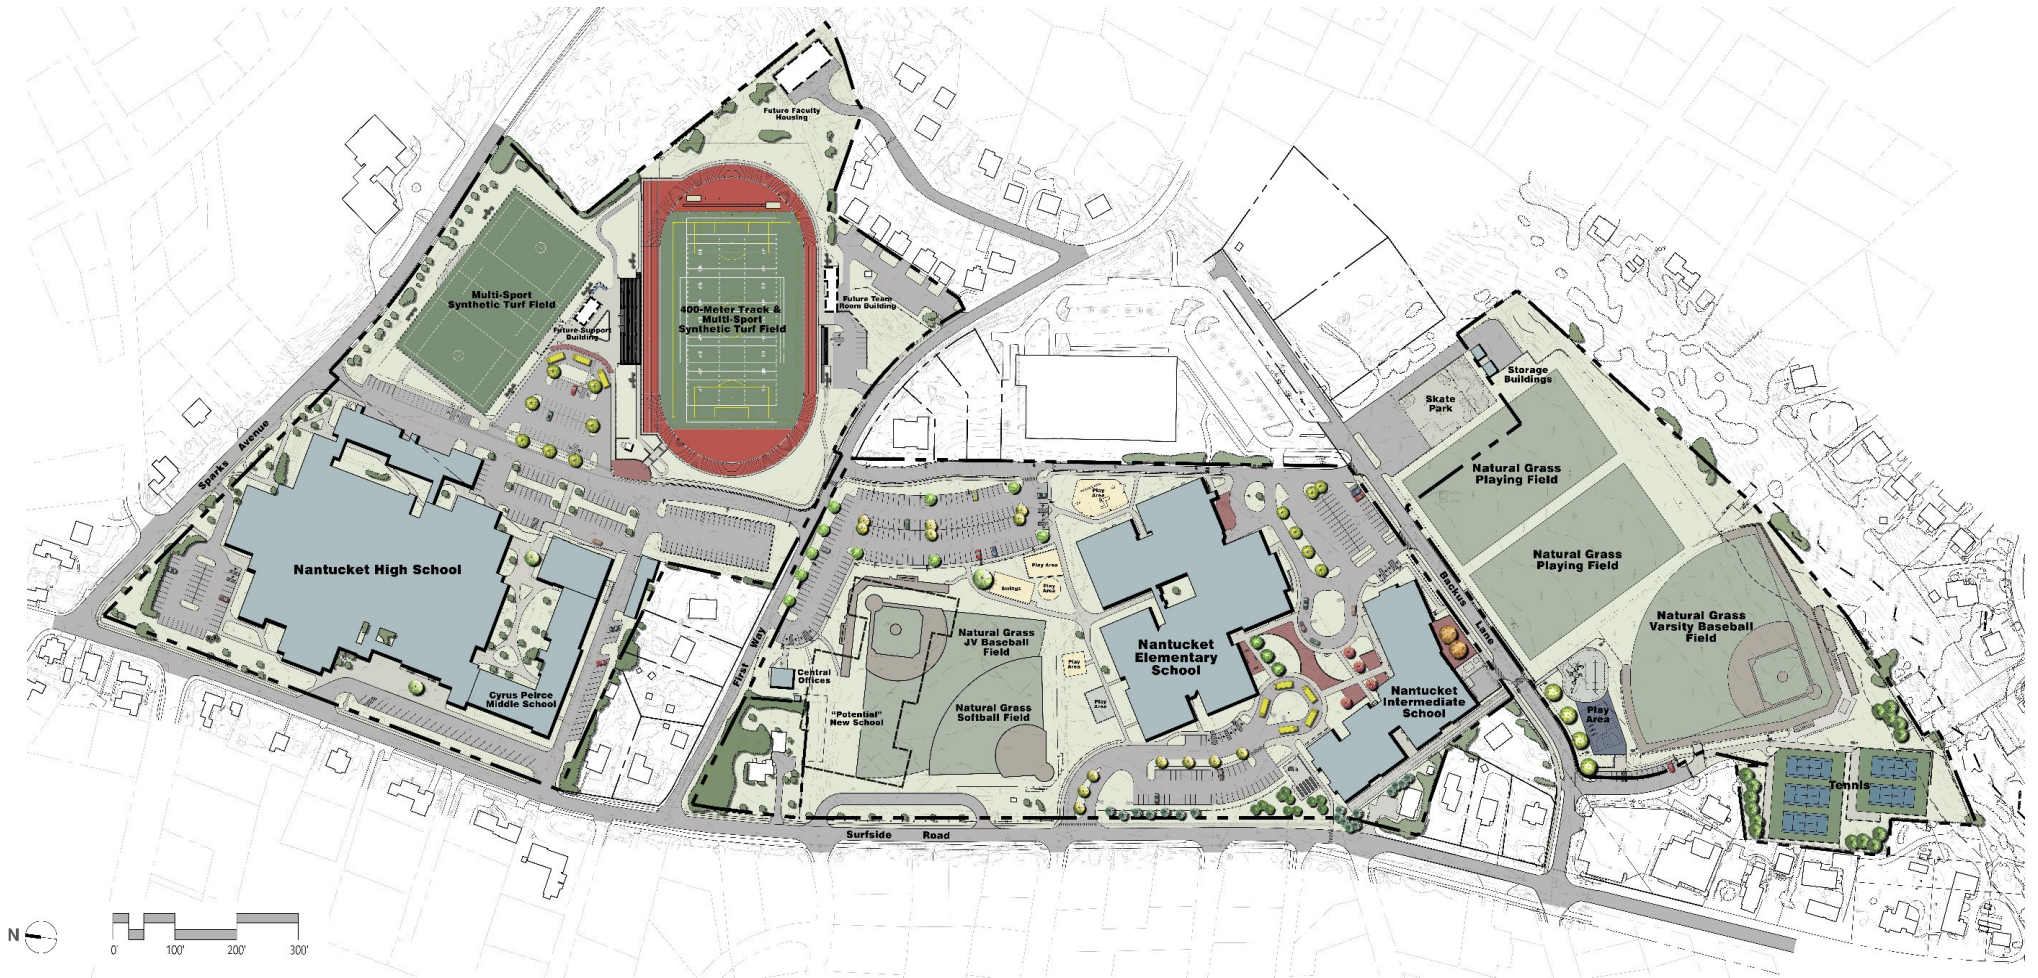 Future Faculty
Housing
Multi-Sport
Synthetic Turf Field
Future Support
Building
400-Meter Track &
Multi-Sport
Synthetic Turf Field
Future Team
Room Building
Storage
Buildings
Skate
Park
Sparks Avenue
Nantucket High School
Cyrus Peirce
Middle School
First Way
Central
Offices
"Potential"
New School
Natural Grass
JV Baseball
Field
Natural Grass
Softball Field
Play
Area
Play Area
Swings
Play
Area
Play
Area
Play
Area
Nantucket
Elementary
School
Nantucket
Intermediate
School
Backus Lane
Natural Grass
Playing Field
Natural Grass
Playing Field
Natural Grass
Varsity Baseball
Field
Play
Area
Tennis
Surfside Road
N
0' 100' 200' 300'